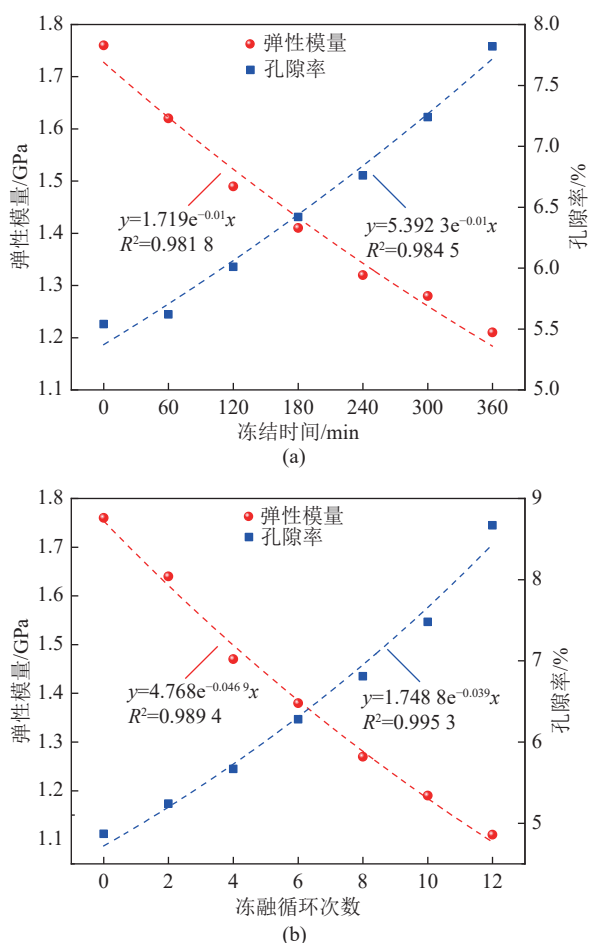 1.8
1.7
1.6
1.5
1.4
1.3
1.2
1.1
弹性模量/GPa
弹性模量
孔隙率
y=1.719e^{-0.01}x
R²=0.981 8
y=5.392 3e^{-0.01}x
R²=0.984 5
8.0
7.5
7.0
6.5
6.0
5.5
5.0
孔隙率/%
0 60 120 180 240 300 360
冻结时间/min
(a)
1.8
1.7
1.6
1.5
1.4
1.3
1.2
1.1
弹性模量/GPa
弹性模量
孔隙率
y=4.768e^{-0.046 9}x
R²=0.989 4
y=1.748 8e^{-0.039}x
R²=0.995 3
9
8
7
6
5
孔隙率/%
0 2 4 6 8 10 12
冻融循环次数
(b)